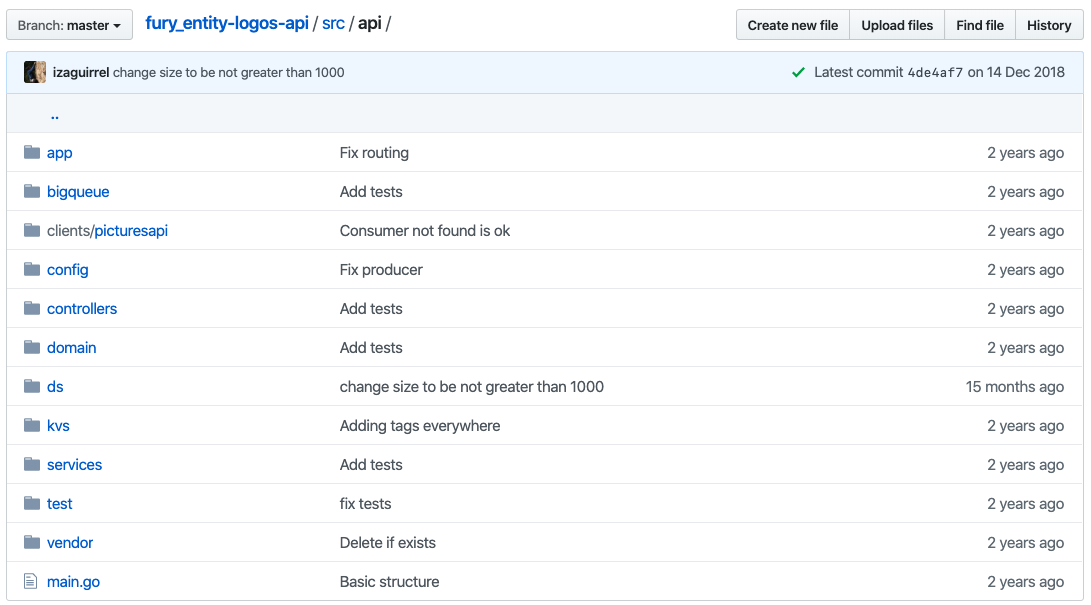 Branch: master fury_entity-logos-api / src / api / Create new file Upload files Find file History
izaguirrel change size to be not greater than 1000 Latest commit 4de4af7 on 14 Dec 2018
..
app Fix routing 2 years ago
bigqueue Add tests 2 years ago
clients/picturesapi Consumer not found is ok 2 years ago
config Fix producer 2 years ago
controllers Add tests 2 years ago
domain Add tests 2 years ago
ds change size to be not greater than 1000 15 months ago
kvs Adding tags everywhere 2 years ago
services Add tests 2 years ago
test fix tests 2 years ago
vendor Delete if exists 2 years ago
main.go Basic structure 2 years ago